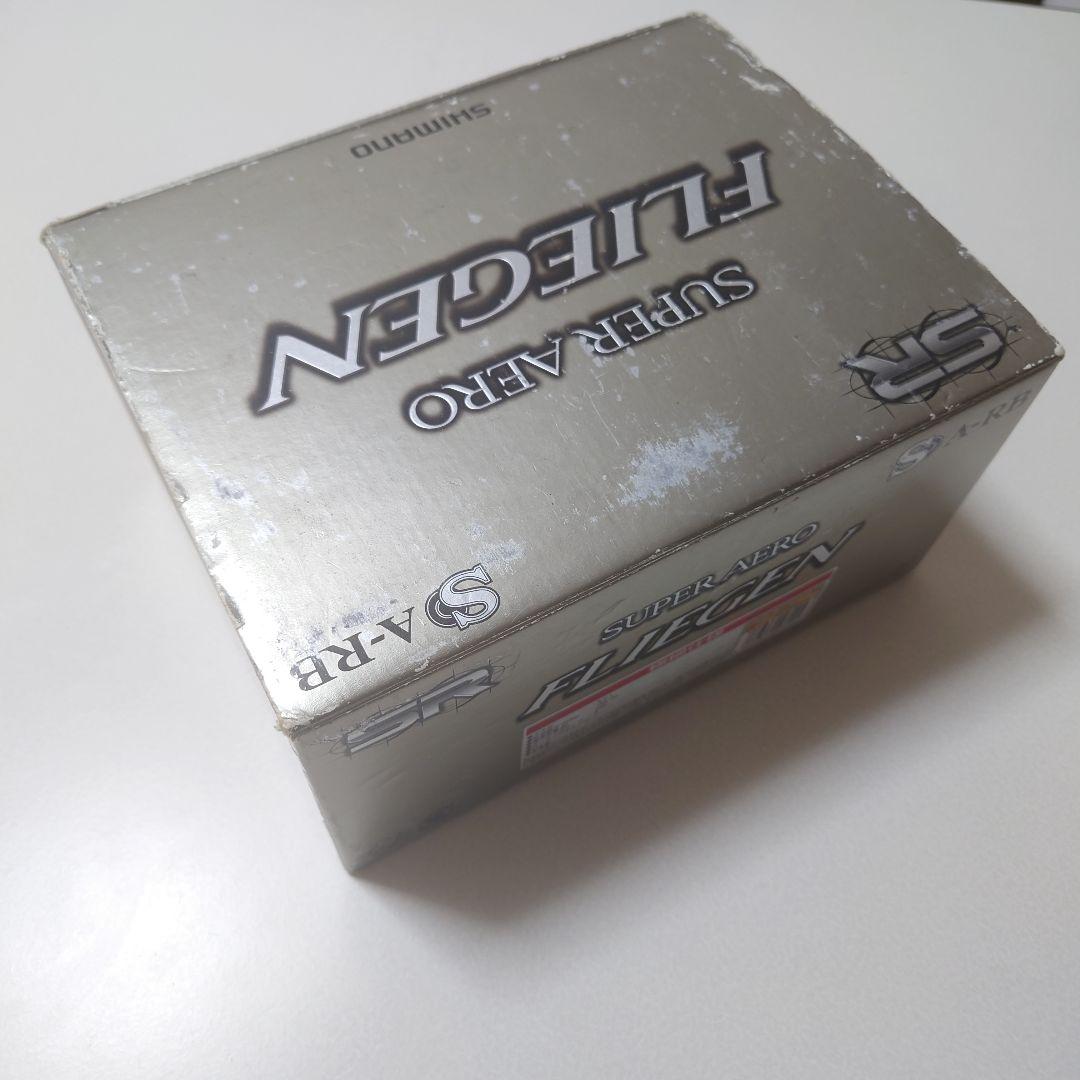 SHIMANO
SUPER AERO
FLIEGEN
SR
S A-RB
SUPER AERO
FLIEGEN
S A-RB
SR